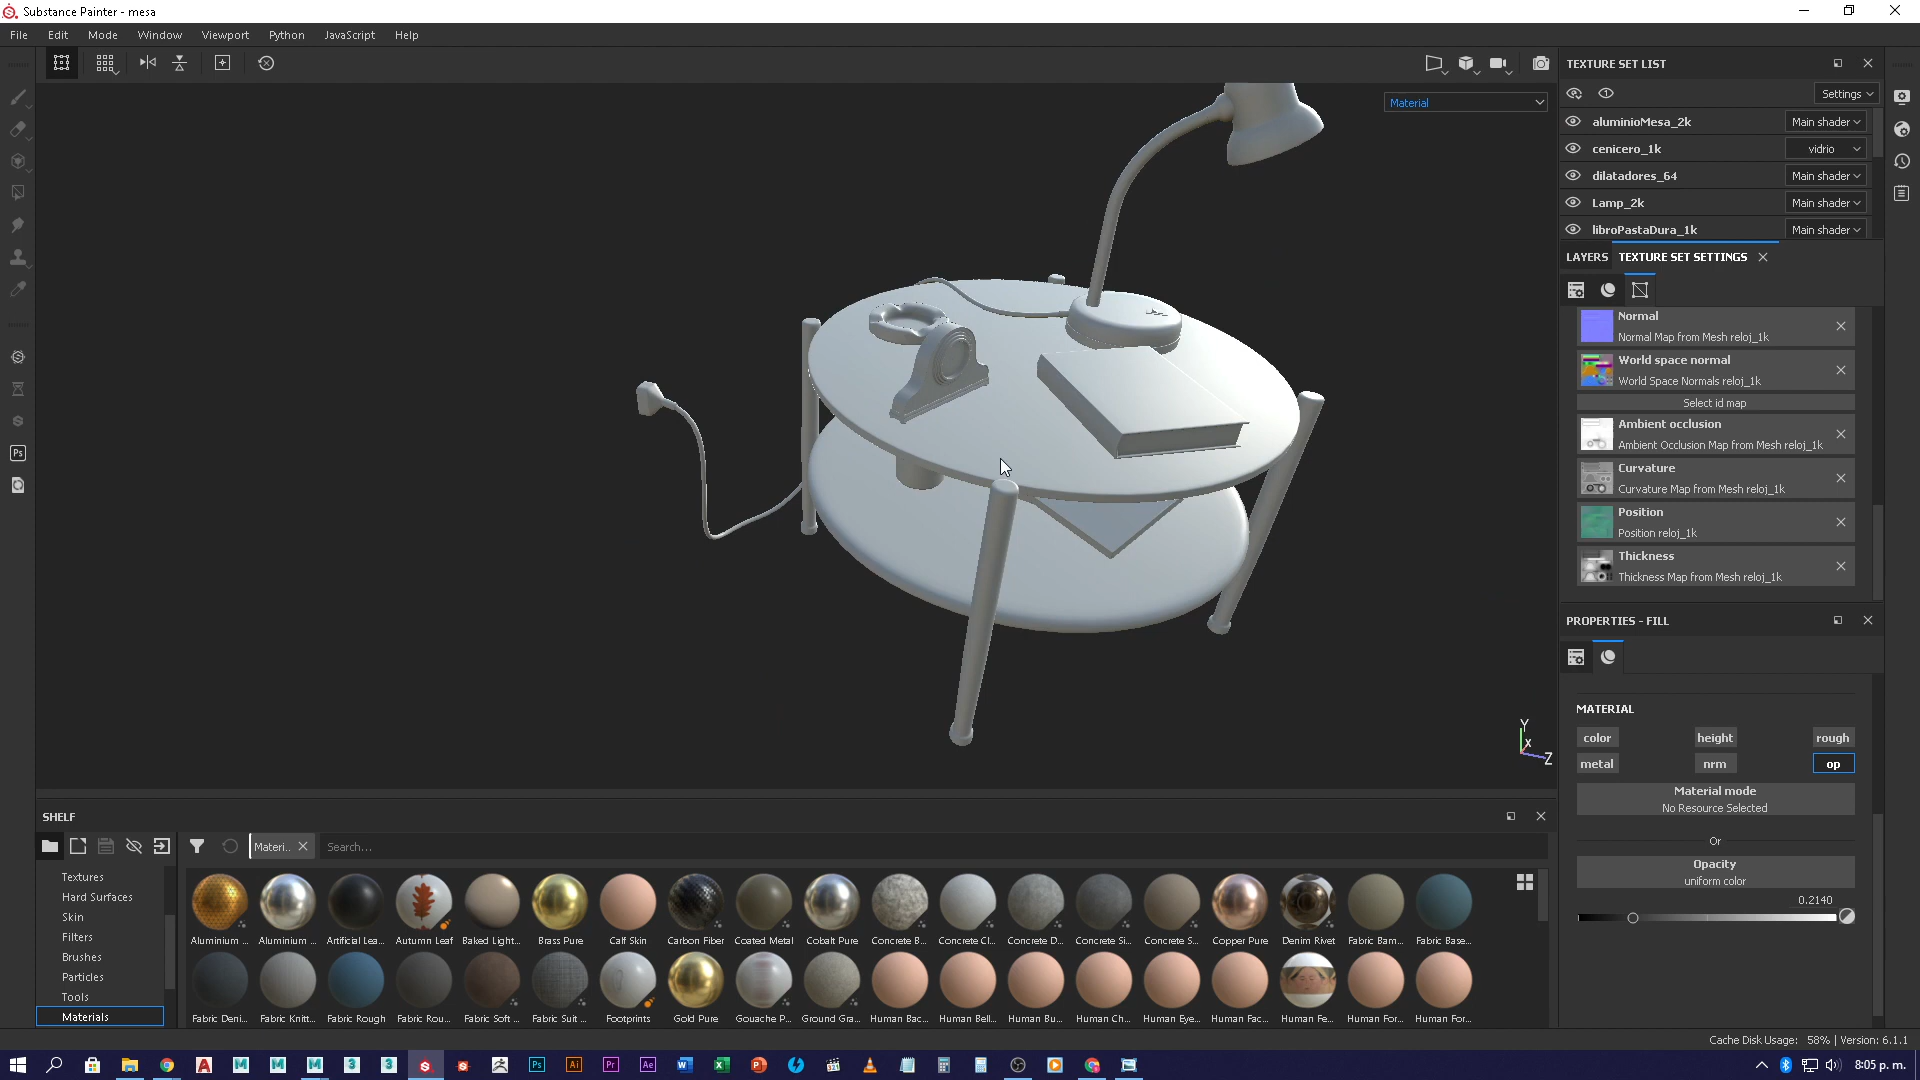 Substance Painter - mesa
File Edit Mode Window Viewport Python JavaScript Help
Material
TEXTURE SET LIST
Settings
aluminioMesa_2k Main shader
cenicero_1k vidrio
dilatadores_64 Main shader
Lamp_2k Main shader
libroPastaDura_1k Main shader
LAYERS TEXTURE SET SETTINGS
Normal
Normal Map from Mesh reloj_1k
World space normal
World Space Normals reloj_1k
Select id map
Ambient occlusion
Ambient Occlusion Map from Mesh reloj_1k
Curvature
Curvature Map from Mesh reloj_1k
Position
Position reloj_1k
Thickness
Thickness Map from Mesh reloj_1k
PROPERTIES - FILL
MATERIAL
color height rough
metal nrm op
Material mode
No Resource Selected
Or
Opacity
uniform color
0.2140
Y
X
Z
SHELF
Materi.. Search...
Textures
Hard Surfaces
Skin
Filters
Brushes
Particles
Tools
Materials
Aluminium ... Aluminium ... Artificial Lea... Autumn Leaf Baked Light... Brass Pure Calf Skin Carbon Fiber Coated Metal Cobalt Pure Concrete B... Concrete Cl... Concrete D... Concrete Si... Concrete S... Copper Pure Denim Rivet Fabric Bam... Fabric Base...
Fabric Deni... Fabric Knitt... Fabric Rough Fabric Rou... Fabric Soft ... Fabric Suit ... Footprints Gold Pure Gouache P... Ground Gra... Human Bac... Human Bell... Human Bu... Human Ch... Human Eye... Human Fac... Human Fe... Human For... Human For...
Cache Disk Usage: 58% | Version: 6.1.1
8:05 p. m.